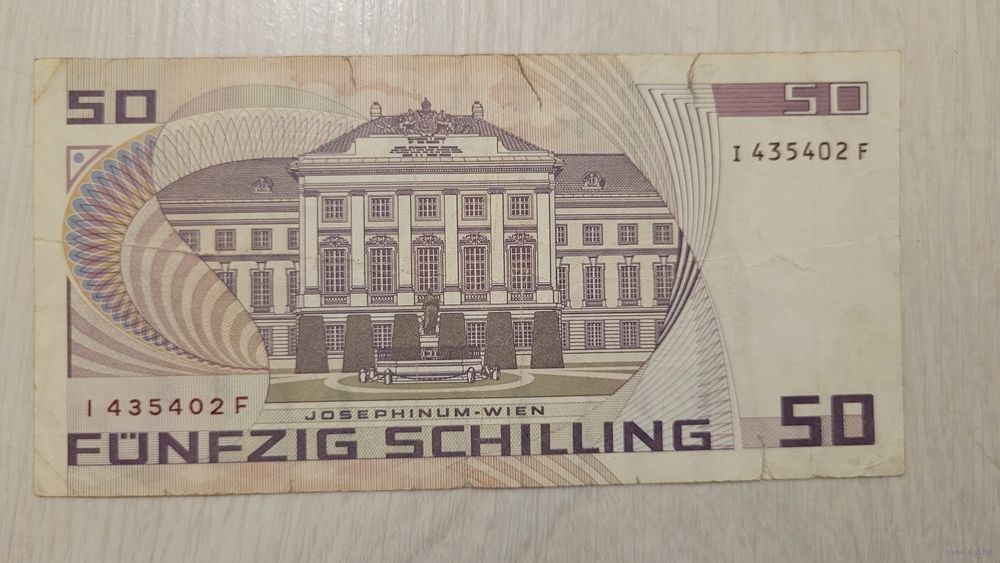 50
50
I 435402 F
I 435402 F
JOSEPHINUM-WIEN
FÜNFZIG SCHILLING
50